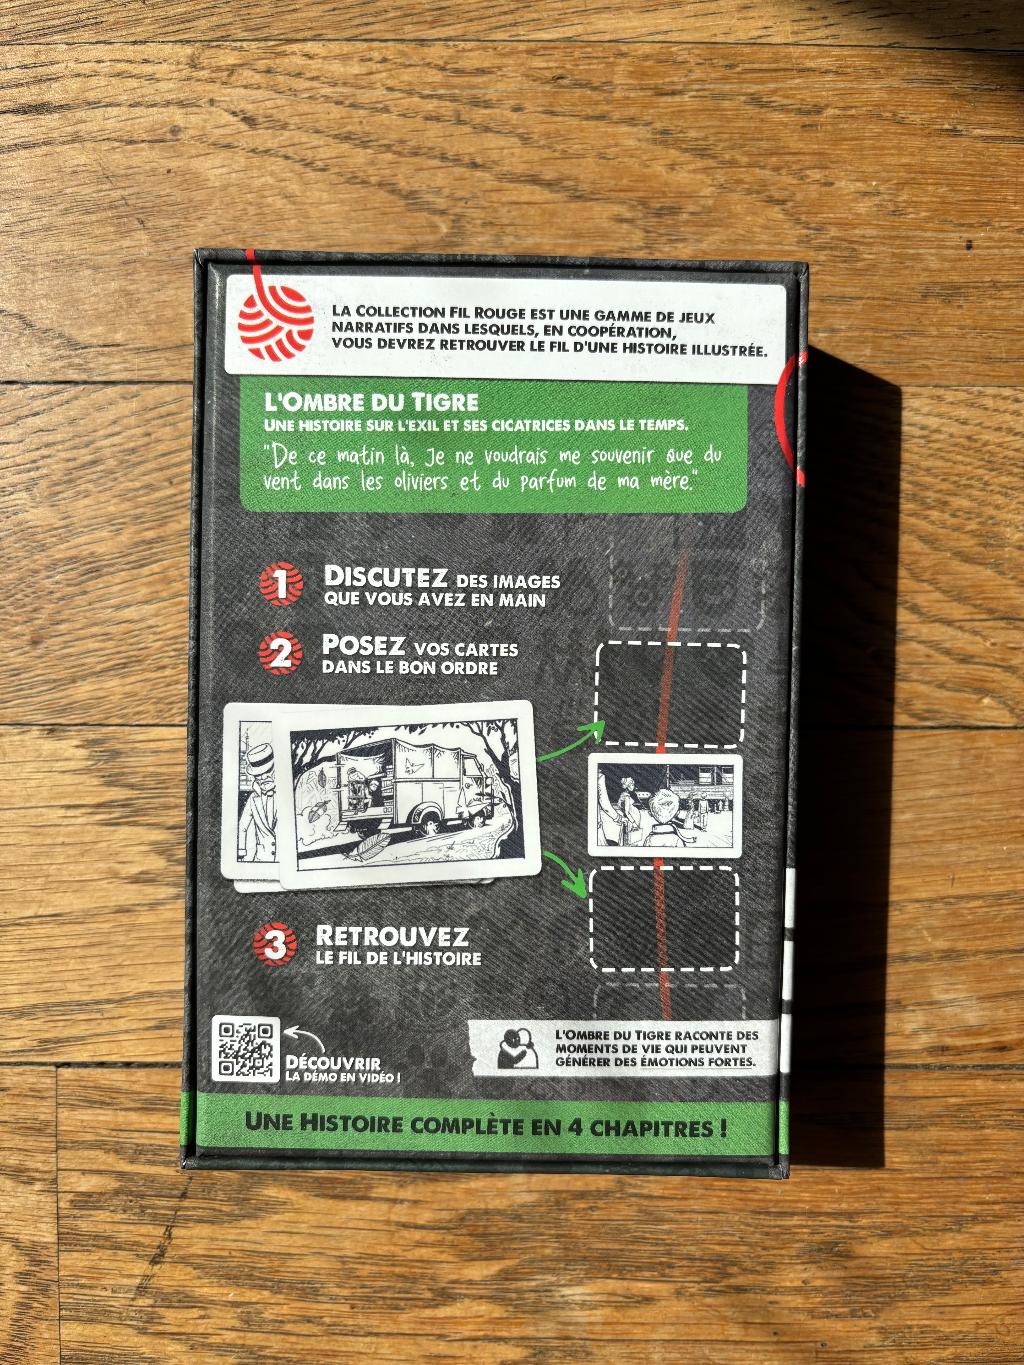 La Collection Fil Rouge est une gamme de jeux
narratifs dans lesquels, en coopération,
vous devrez retrouver le fil d'une histoire illustrée.
L'Ombre du Tigre
Une histoire sur l'exil et ses cicatrices dans le temps.
"De ce matin là, je ne voudrais me souvenir que du
vent dans les oliviers et du parfum de ma mère."
1 Discutez des images
que vous avez en main
2 Posez vos cartes
dans le bon ordre
3 Retrouvez
le fil de l'histoire
Découvrir
la démo en vidéo !
L'Ombre du Tigre raconte des
moments de vie qui peuvent
générer des émotions fortes.
Une Histoire complète en 4 chapitres !